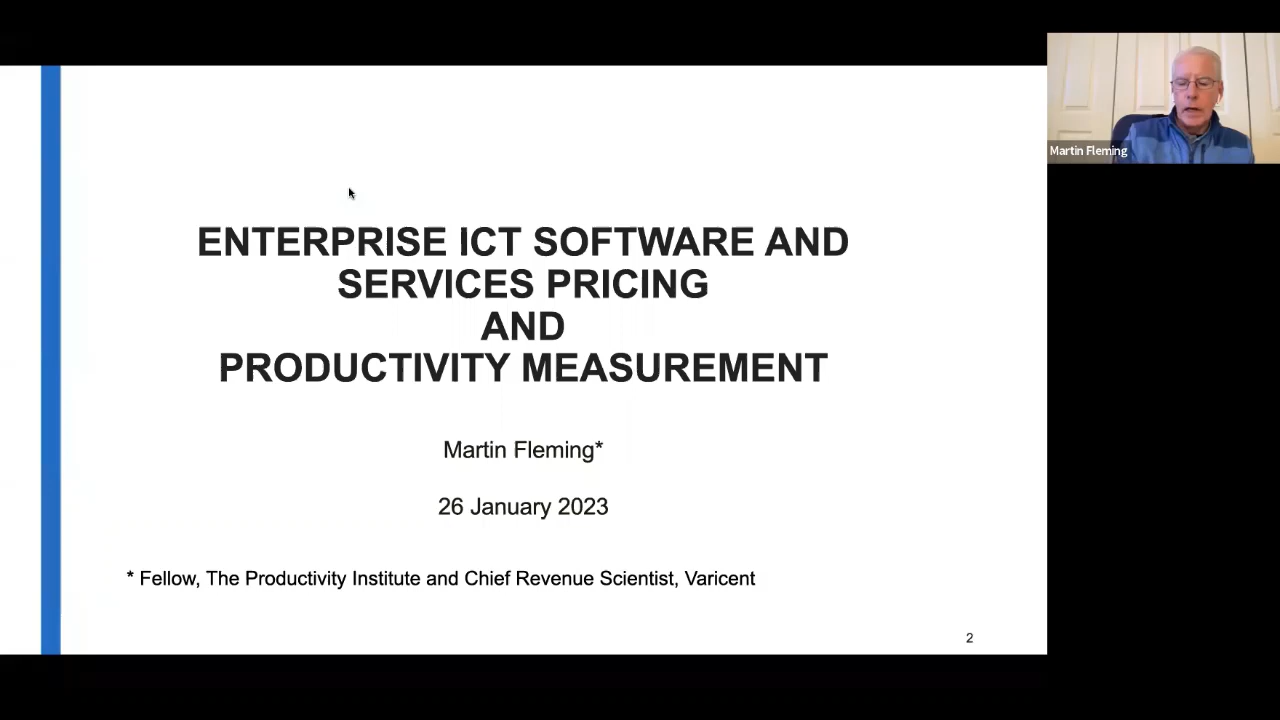 ENTERPRISE ICT SOFTWARE AND
SERVICES PRICING
AND
PRODUCTIVITY MEASUREMENT
Martin Fleming*
26 January 2023
* Fellow, The Productivity Institute and Chief Revenue Scientist, Varicent
2
Martin Fleming